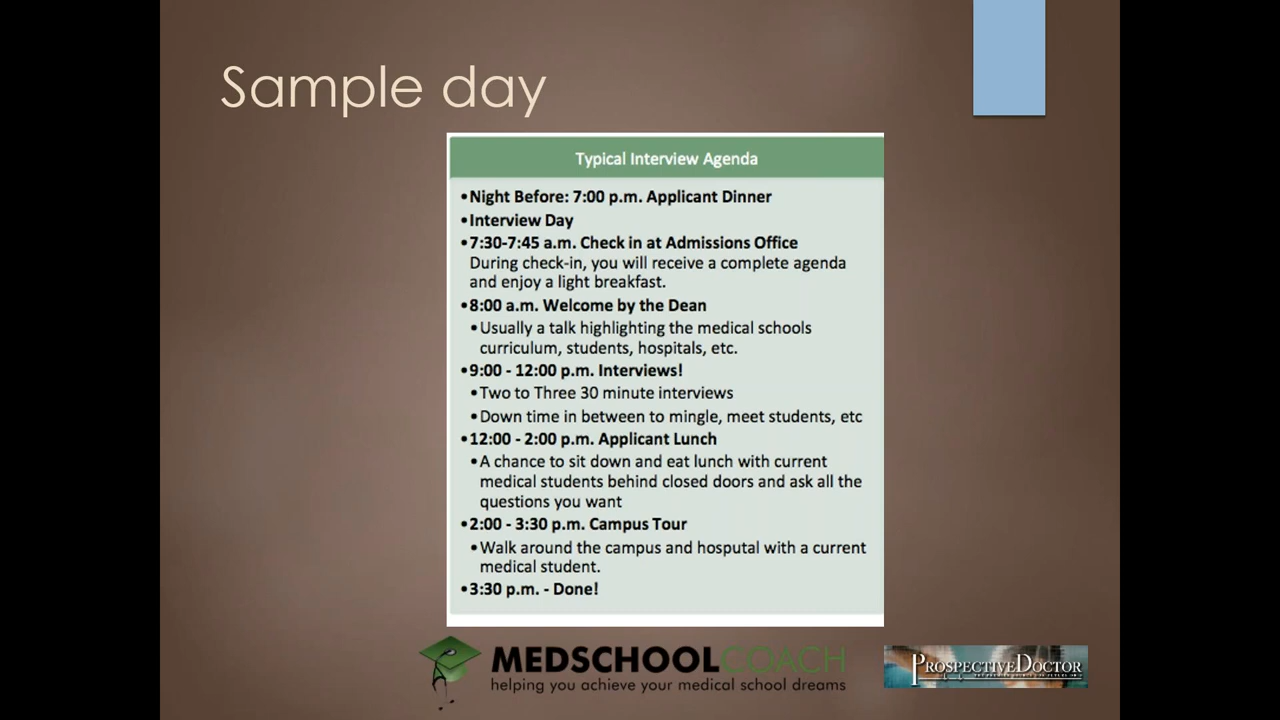 Sample day
Typical Interview Agenda
•Night Before: 7:00 p.m. Applicant Dinner
•Interview Day
•7:30-7:45 a.m. Check in at Admissions Office
During check-in, you will receive a complete agenda
and enjoy a light breakfast.
•8:00 a.m. Welcome by the Dean
•Usually a talk highlighting the medical schools
curriculum, students, hospitals, etc.
•9:00 - 12:00 p.m. Interviews!
•Two to Three 30 minute interviews
•Down time in between to mingle, meet students, etc
•12:00 - 2:00 p.m. Applicant Lunch
•A chance to sit down and eat lunch with current
medical students behind closed doors and ask all the
questions you want
•2:00 - 3:30 p.m. Campus Tour
•Walk around the campus and hosputal with a current
medical student.
•3:30 p.m. - Done!
MEDSCHOOLCOACH
helping you achieve your medical school dreams
PROSPECTIVEDOCTOR